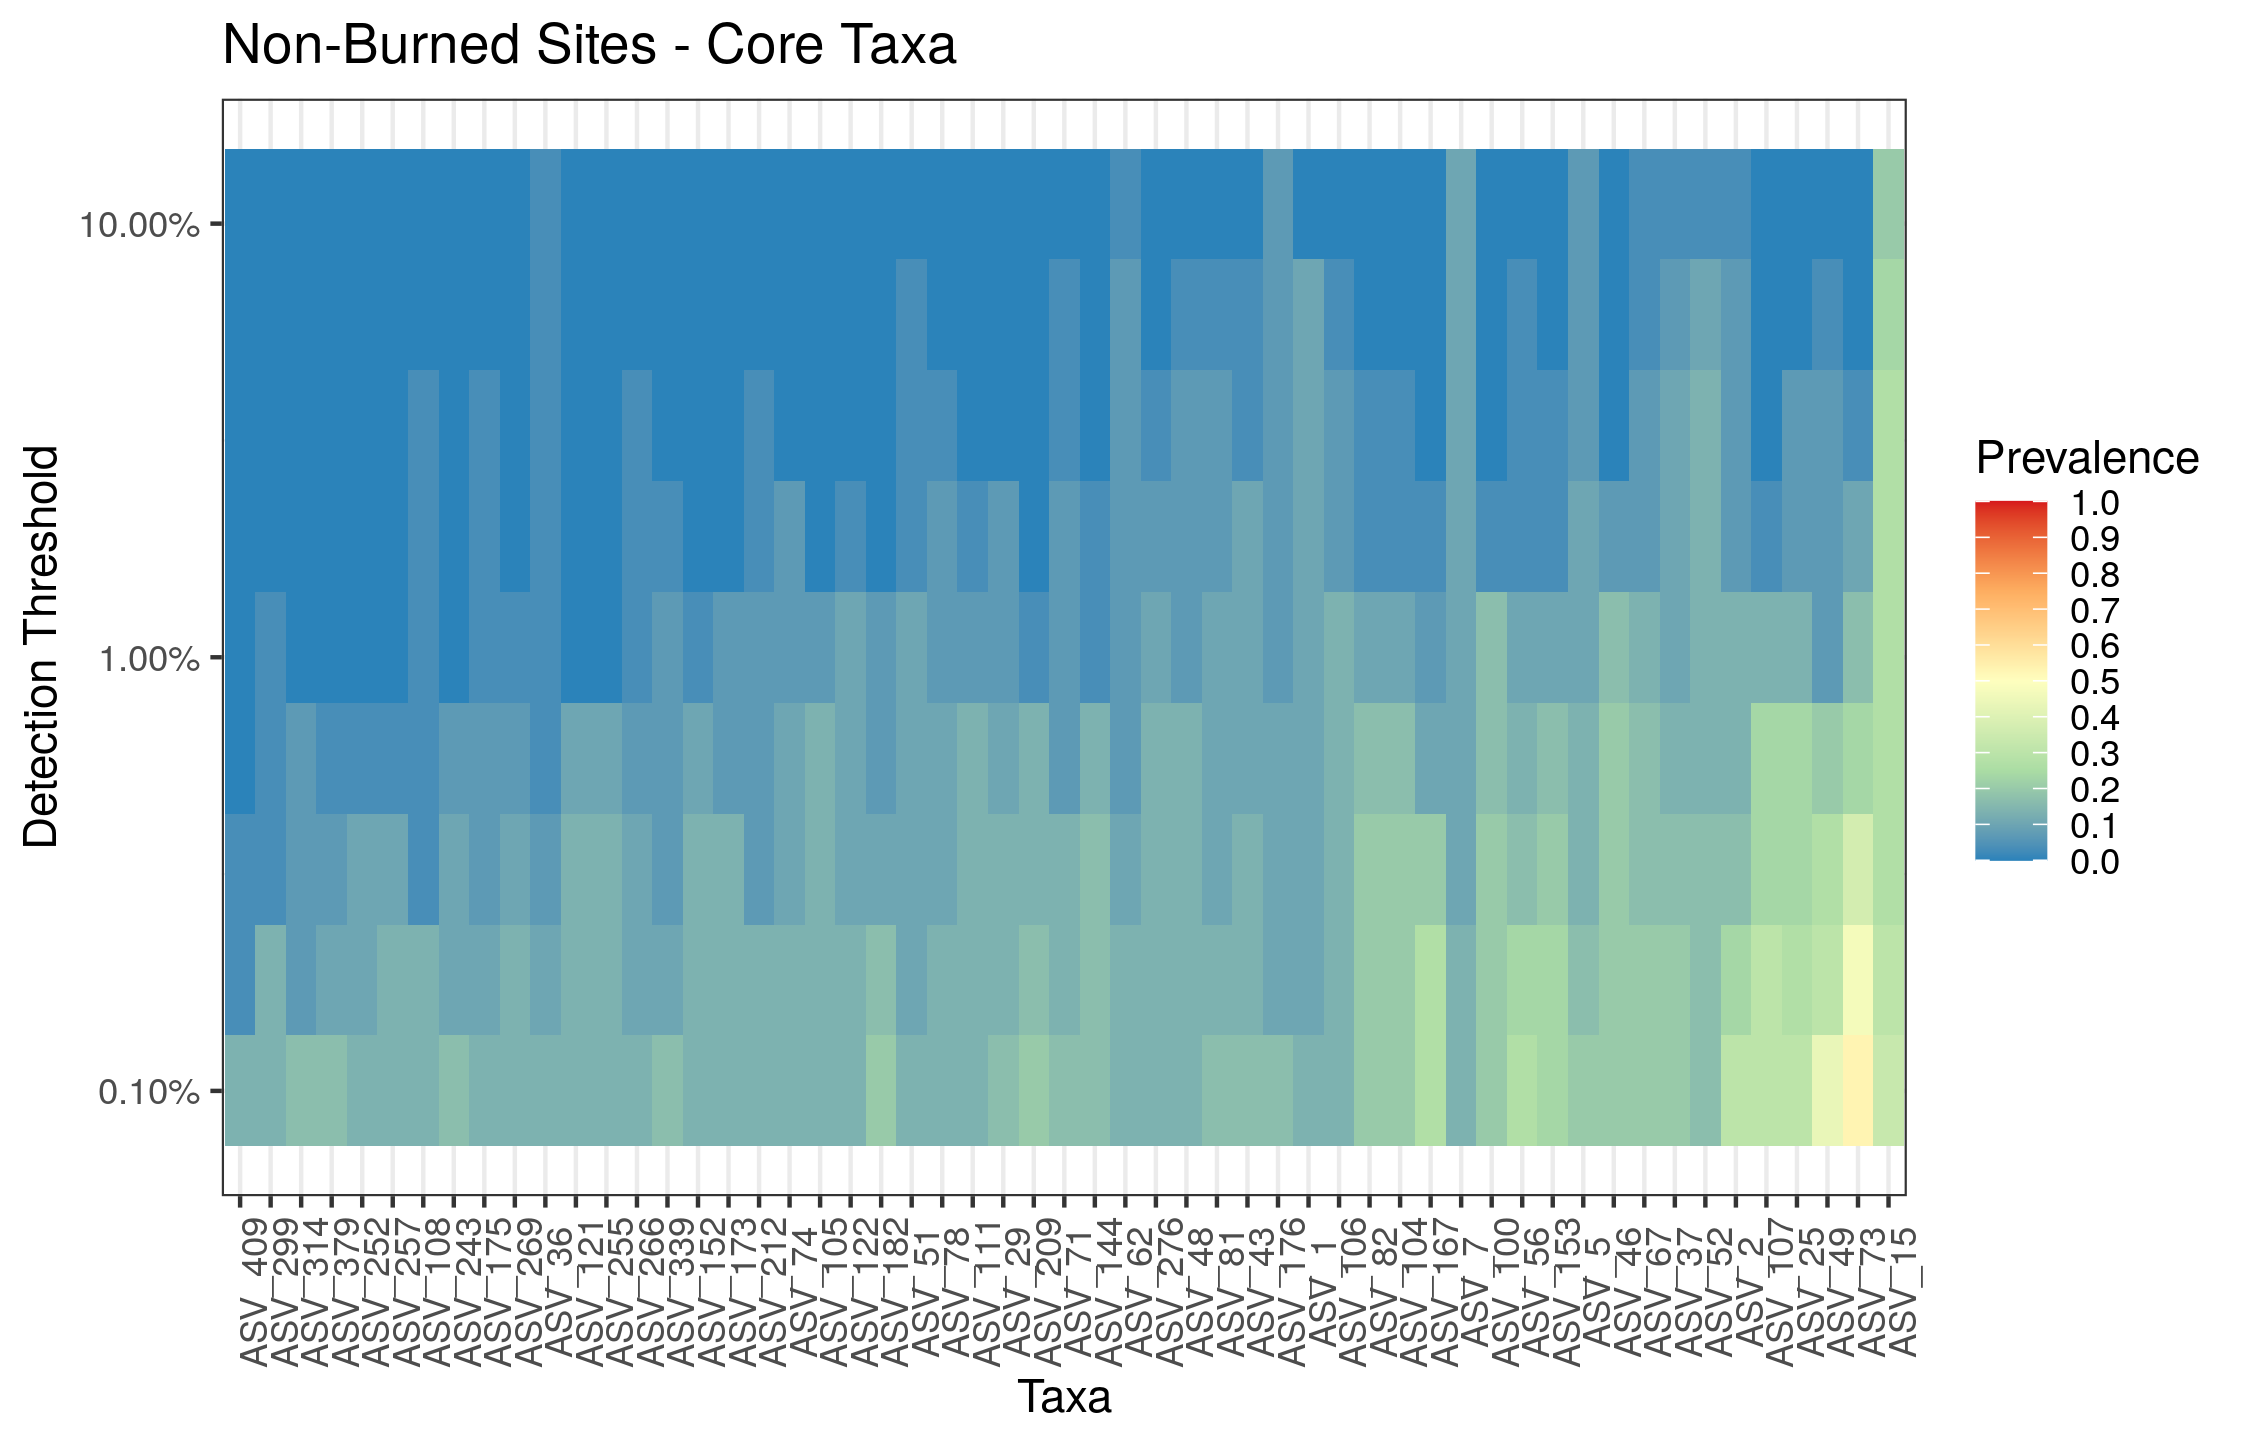 Non-Burned Sites - Core Taxa
Detection Threshold
10.00%
1.00%
0.10%
ASV_409
ASV_299
ASV_314
ASV_379
ASV_252
ASV_257
ASV_108
ASV_243
ASV_175
ASV_269
ASV_36
ASV_121
ASV_255
ASV_266
ASV_339
ASV_152
ASV_173
ASV_212
ASV_74
ASV_105
ASV_122
ASV_182
ASV_51
ASV_78
ASV_111
ASV_29
ASV_209
ASV_71
ASV_144
ASV_62
ASV_276
ASV_48
ASV_81
ASV_43
ASV_176
ASV_1
ASV_106
ASV_82
ASV_104
ASV_167
ASV_7
ASV_100
ASV_56
ASV_153
ASV_5
ASV_46
ASV_67
ASV_37
ASV_52
ASV_2
ASV_107
ASV_25
ASV_49
ASV_73
ASV_15
Taxa
Prevalence
1.0
0.9
0.8
0.7
0.6
0.5
0.4
0.3
0.2
0.1
0.0